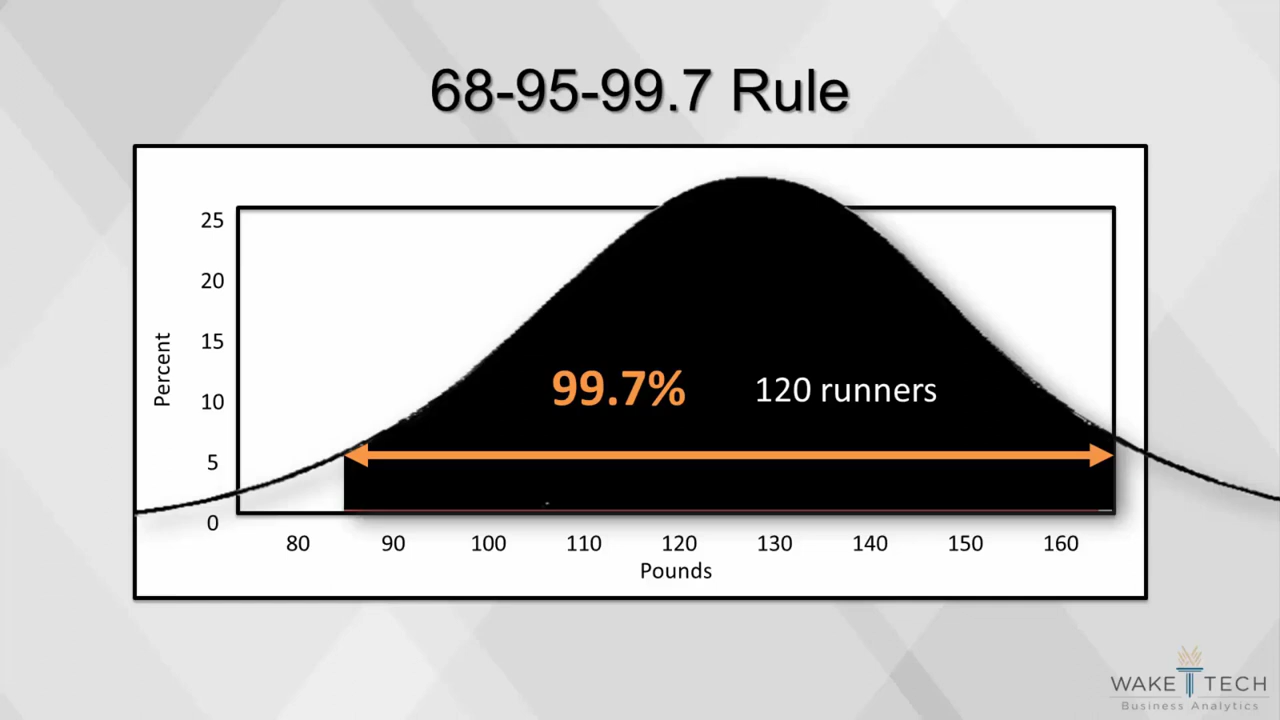 68-95-99.7 Rule
25
20
15
10
5
0
Percent
99.7% 120 runners
80 90 100 110 120 130 140 150 160
Pounds
WAKE TECH
Business Analytics